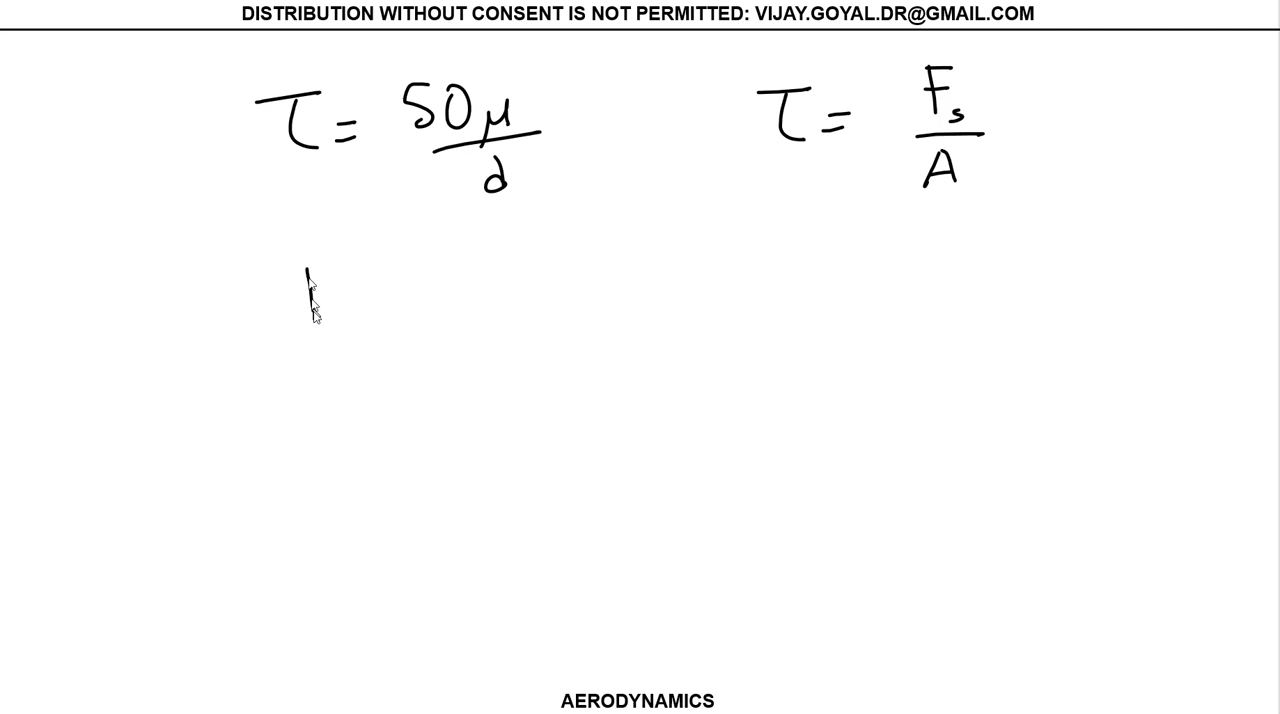 DISTRIBUTION WITHOUT CONSENT IS NOT PERMITTED: VIJAY.GOYAL.DR@GMAIL.COM
τ = 50μ / d
τ = Fs / A
AERODYNAMICS